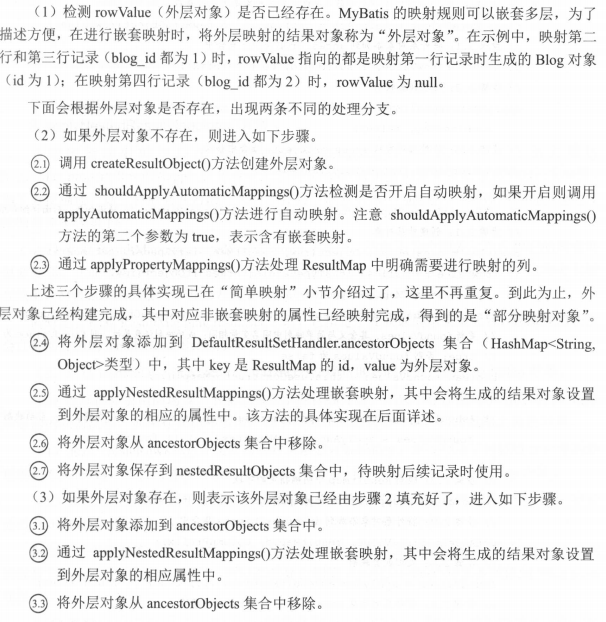 （1）检测 rowValue（外层对象）是否已经存在。MyBatis 的映射规则可以嵌套多层，为了
描述方便，在进行嵌套映射时，将外层映射的结果对象称为“外层对象”。在示例中，映射第二
行和第三行记录（blog_id 都为 1）时，rowValue 指向的都是映射第一行记录时生成的 Blog 对象
（id 为 1）；在映射第四行记录（blog_id 都为 2）时，rowValue 为 null。
下面会根据外层对象是否存在，出现两条不同的处理分支。
（2）如果外层对象不存在，则进入如下步骤。
2.1 调用 createResultObject()方法创建外层对象。
2.2 通过 shouldApplyAutomaticMappings()方法检测是否开启自动映射，如果开启则调用
applyAutomaticMappings()方法进行自动映射。注意 shouldApplyAutomaticMappings()
方法的第二个参数为 true，表示含有嵌套映射。
2.3 通过 applyPropertyMappings()方法处理 ResultMap 中明确需要进行映射的列。
上述三个步骤的具体实现已在“简单映射”小节介绍过了，这里不再重复。到此为止，外
层对象已经构建完成，其中对应非嵌套映射的属性已经映射完成，得到的是“部分映射对象”。
2.4 将外层对象添加到 DefaultResultSetHandler.ancestorObjects 集合（HashMap<String,
Object>类型）中，其中 key 是 ResultMap 的 id，value 为外层对象。
2.5 通过 applyNestedResultMappings()方法处理嵌套映射，其中会将生成的结果对象设置
到外层对象的相应的属性中。该方法的具体实现在后面详述。
2.6 将外层对象从 ancestorObjects 集合中移除。
2.7 将外层对象保存到 nestedResultObjects 集合中，待映射后续记录时使用。
（3）如果外层对象存在，则表示该外层对象已经由步骤 2 填充好了，进入如下步骤。
3.1 将外层对象添加到 ancestorObjects 集合中。
3.2 通过 applyNestedResultMappings()方法处理嵌套映射，其中会将生成的结果对象设置
到外层对象的相应属性中。
3.3 将外层对象从 ancestorObjects 集合中移除。